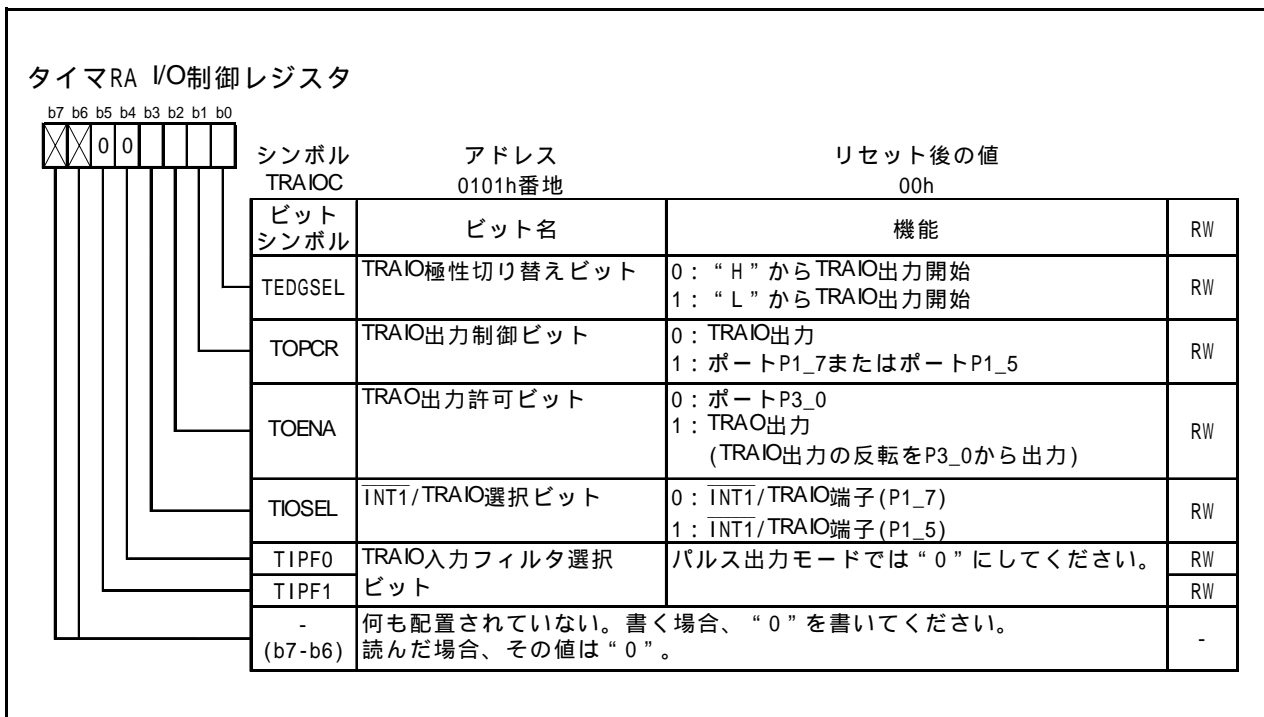 タイマRA I/O制御レジスタ
b7 b6 b5 b4 b3 b2 b1 b0
0 0
シンボル アドレス リセット後の値
TRAIOC 0101h番地 00h
ビット
シンボル ビット名 機能 RW
TEDGSEL TRAIO極性切り替えビット 0：“H”からTRAIO出力開始
1：“L”からTRAIO出力開始 RW
TOPCR TRAIO出力制御ビット 0：TRAIO出力
1：ポートP1_7またはポートP1_5 RW
TOENA TRAO出力許可ビット 0：ポートP3_0
1：TRAO出力
(TRAIO出力の反転をP3_0から出力) RW
TIOSEL INT1/TRAIO選択ビット 0：INT1/TRAIO端子(P1_7)
1：INT1/TRAIO端子(P1_5) RW
TIPF0 TRAIO入力フィルタ選択 パルス出力モードでは“0”にしてください。 RW
TIPF1 ビット RW
- 何も配置されていない。書く場合、“0”を書いてください。
(b7-b6) 読んだ場合、その値は“0”。 -